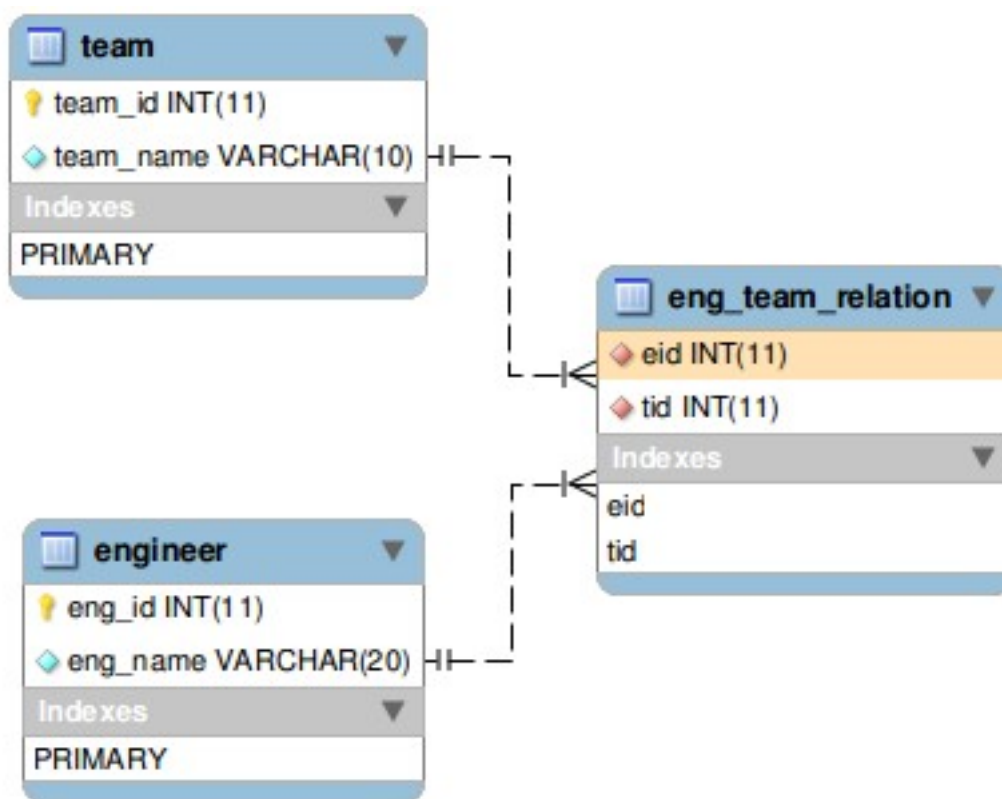 team
team_id INT(11)
team_name VARCHAR(10)
Indexes
PRIMARY
eng_team_relation
eid INT(11)
tid INT(11)
Indexes
eid
tid
engineer
eng_id INT(11)
eng_name VARCHAR(20)
Indexes
PRIMARY